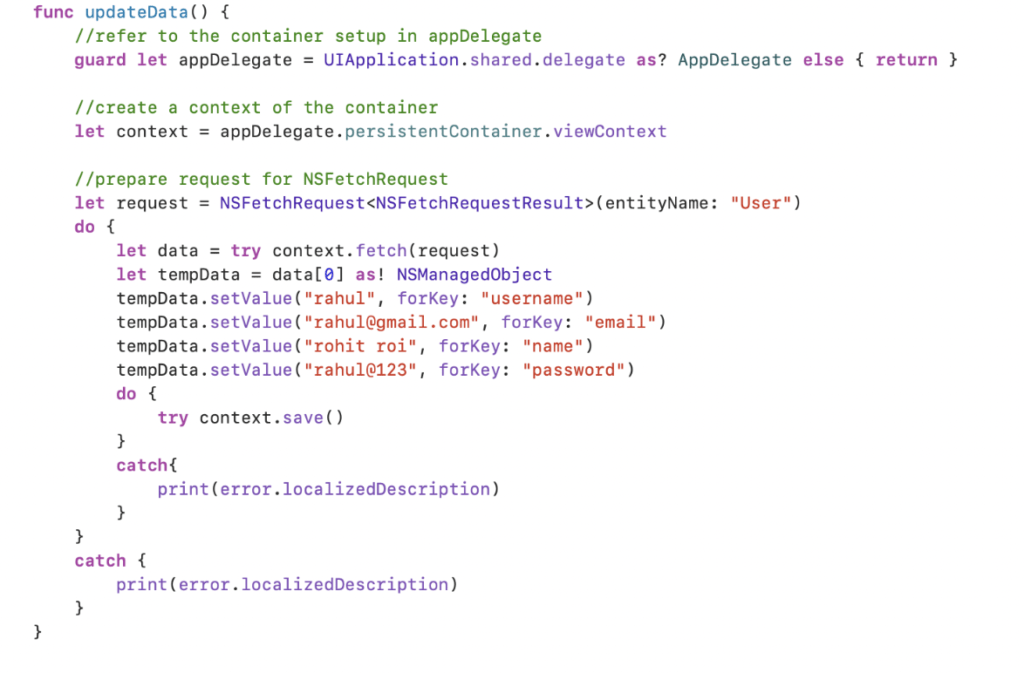 func updateData() {
//refer to the container setup in appDelegate
guard let appDelegate = UIApplication.shared.delegate as? AppDelegate else { return }
//create a context of the container
let context = appDelegate.persistentContainer.viewContext
//prepare request for NSFetchRequest
let request = NSFetchRequest<NSFetchRequestResult>(entityName: "User")
do {
let data = try context.fetch(request)
let tempData = data[0] as! NSManagedObject
tempData.setValue("rahul", forKey: "username")
tempData.setValue("rahul@gmail.com", forKey: "email")
tempData.setValue("rohit roi", forKey: "name")
tempData.setValue("rahul@123", forKey: "password")
do {
try context.save()
}
catch{
print(error.localizedDescription)
}
}
catch {
print(error.localizedDescription)
}
}